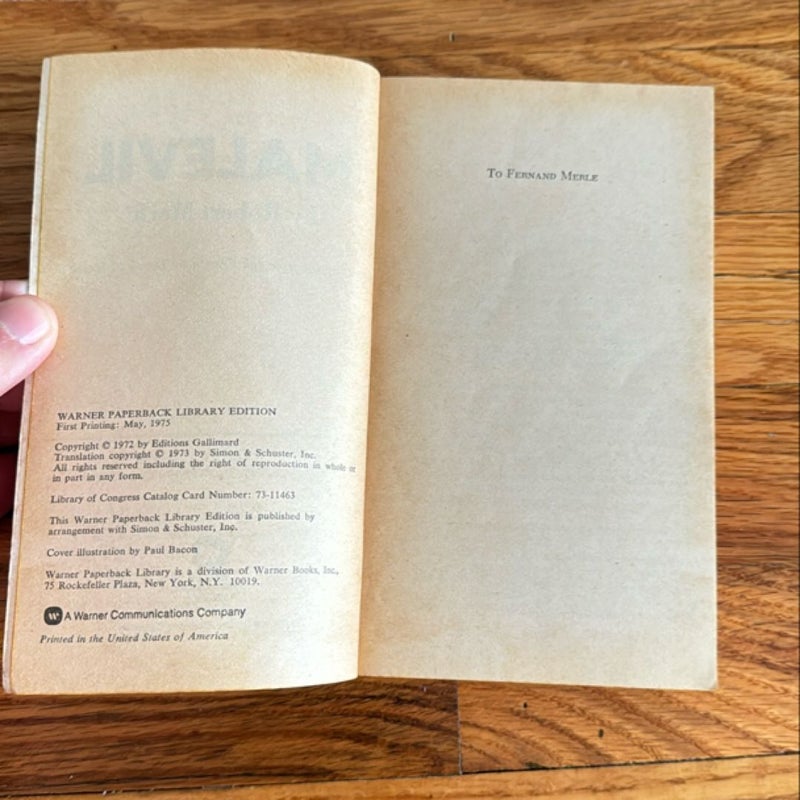 WARNER PAPERBACK LIBRARY EDITION
First Printing: May, 1975
Copyright © 1972 by Editions Gallimard
Translation copyright © 1973 by Simon & Schuster, Inc.
All rights reserved including the right of reproduction in whole or
in part in any form.
Library of Congress Catalog Card Number: 73-11463
This Warner Paperback Library Edition is published by
arrangement with Simon & Schuster, Inc.
Cover illustration by Paul Bacon
Warner Paperback Library is a division of Warner Books, Inc.,
75 Rockefeller Plaza, New York, N.Y. 10019.
W A Warner Communications Company
Printed in the United States of America
To Fernand Merle